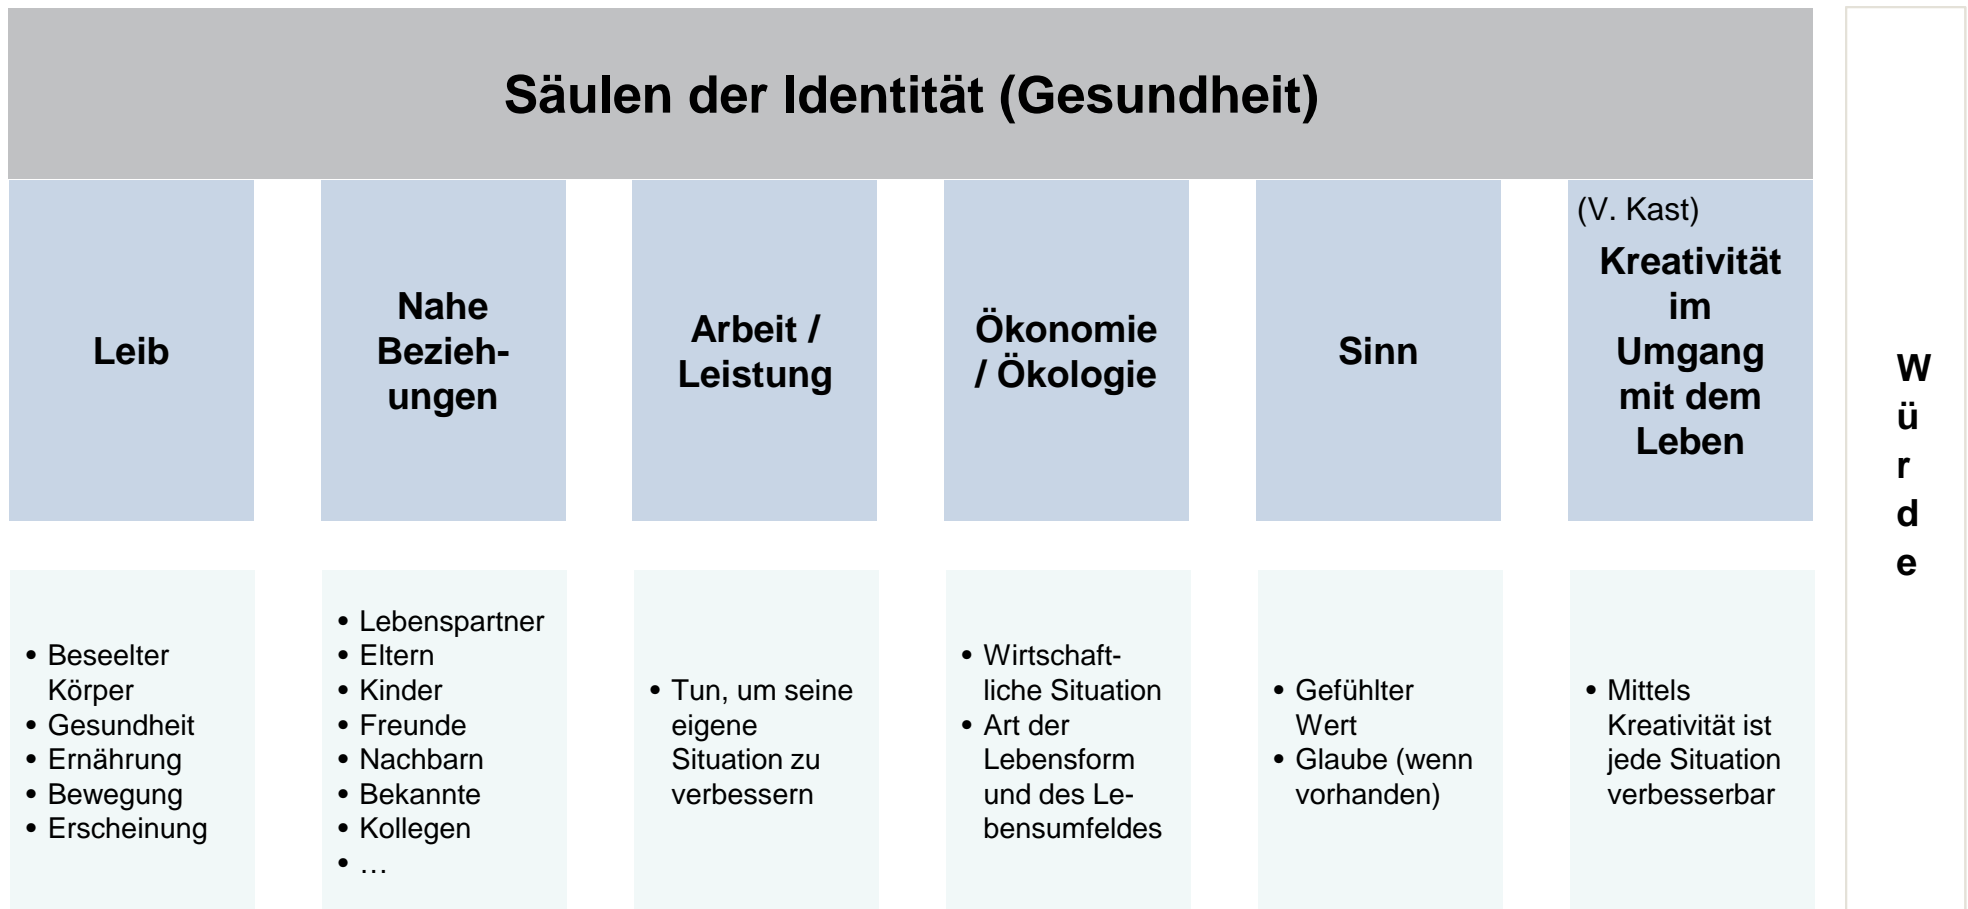 Säulen der Identität (Gesundheit)
Leib
Nahe
Bezieh-
ungen
Arbeit /
Leistung
Ökonomie
/ Ökologie
Sinn
(V. Kast)
Kreativität
im
Umgang
mit dem
Leben
• Beseelter
Körper
• Gesundheit
• Ernährung
• Bewegung
• Erscheinung
• Lebenspartner
• Eltern
• Kinder
• Freunde
• Nachbarn
• Bekannte
• Kollegen
• …
• Tun, um seine
eigene
Situation zu
verbessern
• Wirtschaft-
liche Situation
• Art der
Lebensform
und des Le-
bensumfeldes
• Gefühlter
Wert
• Glaube (wenn
vorhanden)
• Mittels
Kreativität ist
jede Situation
verbesserbar
W
ü
r
d
e